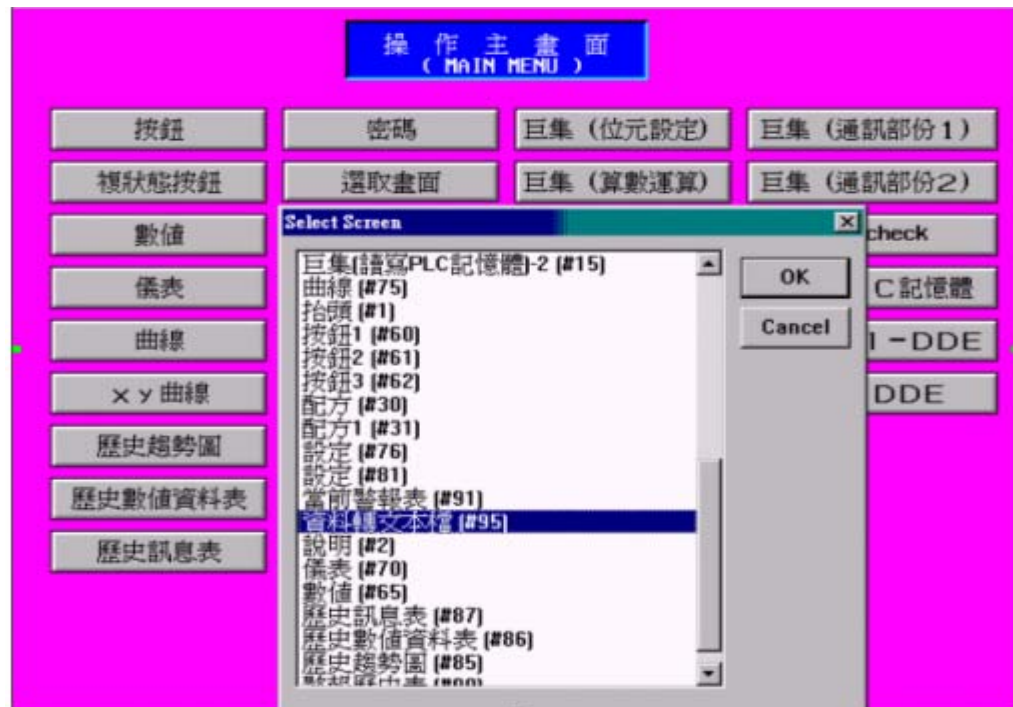 操 作 主 畫 面
( MAIN MENU )
按鈕
密碼
巨集 (位元設定)
巨集 (通訊部份1)
複狀態按鈕
選取畫面
巨集 (算數運算)
巨集 (通訊部份2)
數值
儀表
曲線
x y 曲線
歷史趨勢圖
歷史數值資料表
歷史訊息表
check
C記憶體
-DDE
DDE
Select Screen
巨集(讀寫PLC記憶體)-2 (#15)
曲線 (#75)
抬頭 (#1)
按鈕1 (#60)
按鈕2 (#61)
按鈕3 (#62)
配方 (#30)
配方1 (#31)
設定 (#76)
設定 (#81)
當前警報表 (#91)
資料轉文本檔 (#95)
說明 (#2)
儀表 (#70)
數值 (#65)
歷史訊息表 (#87)
歷史數值資料表 (#86)
歷史趨勢圖 (#85)
OK
Cancel